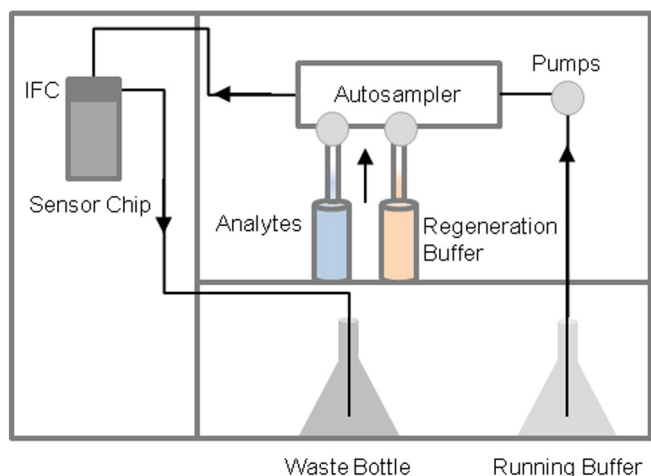 Pumps
IFC
Autosampler
Sensor Chip
Analytes
Regeneration
Buffer
Waste Bottle
Running Buffer